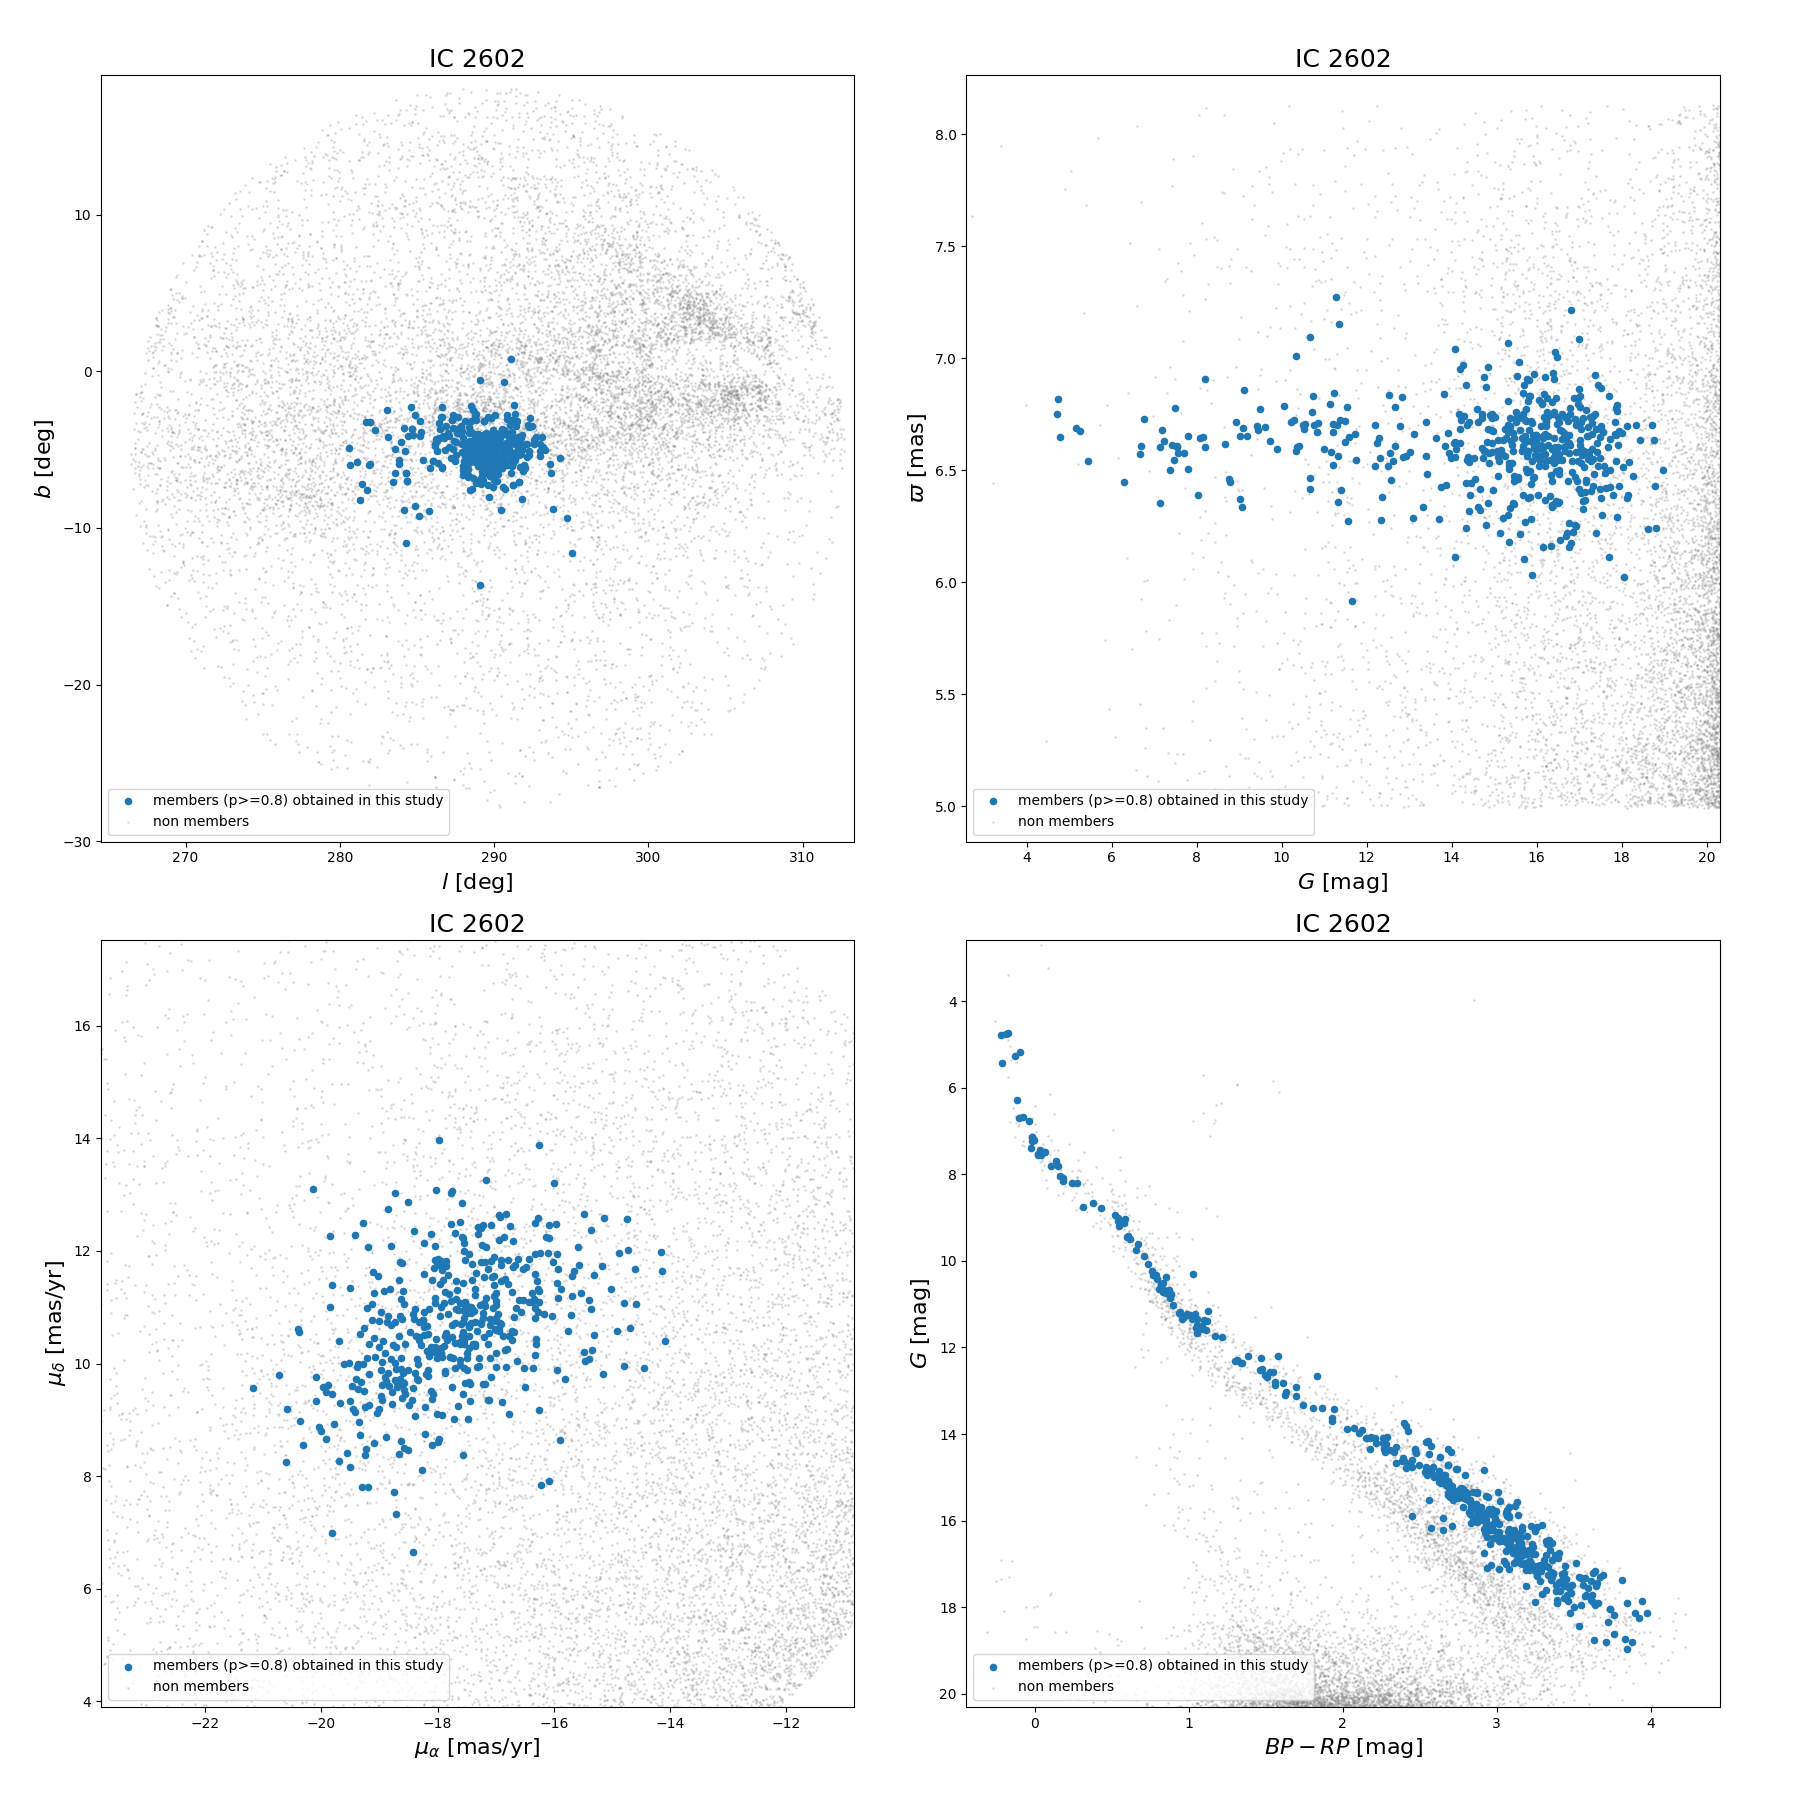 IC 2602
10
0
−10
−20
−30
270 280 290 300 310
b [deg]
l [deg]
members (p>=0.8) obtained in this study
non members
IC 2602
8.0
7.5
7.0
6.5
6.0
5.5
5.0
4 6 8 10 12 14 16 18 20
ϖ [mas]
G [mag]
members (p>=0.8) obtained in this study
non members
IC 2602
16
14
12
10
8
6
4
−22 −20 −18 −16 −14 −12
μδ [mas/yr]
μα [mas/yr]
members (p>=0.8) obtained in this study
non members
IC 2602
4
6
8
10
12
14
16
18
20
0 1 2 3 4
G [mag]
BP − RP [mag]
members (p>=0.8) obtained in this study
non members